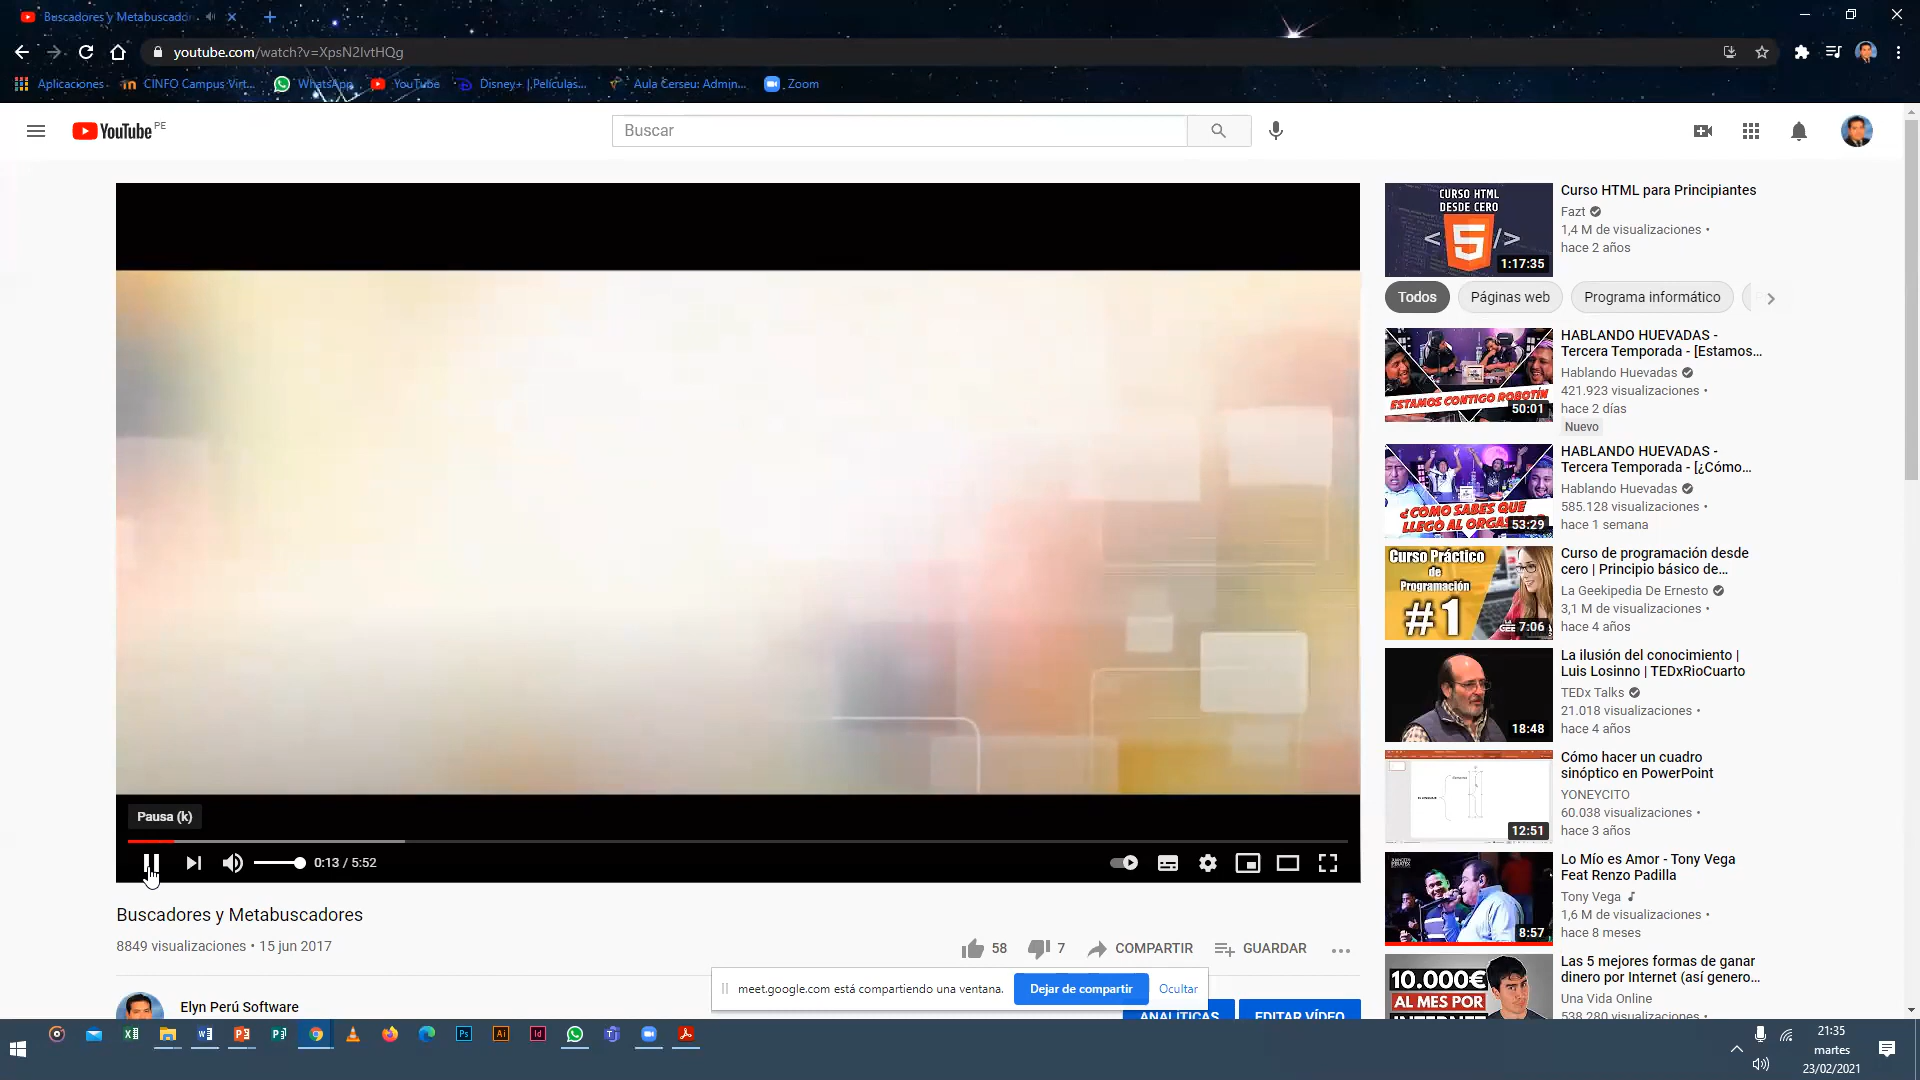 Buscadores y Metabuscador
youtube.com/watch?v=XpsN2IvtHQg
Aplicaciones
CINFO Campus Virt...
WhatsApp
YouTube
Disney+ | Películas...
Aula Cerseu: Admin...
Zoom
YouTube PE
Buscar
CURSO HTML
DESDE CERO
1:17:35
Curso HTML para Principiantes
Fazt
1,4 M de visualizaciones •
hace 2 años
Todos
Páginas web
Programa informático
ESTAMOS CONTIGO ROBOTÍN
50:01
HABLANDO HUEVADAS -
Tercera Temporada - [Estamos...
Hablando Huevadas
421.923 visualizaciones •
hace 2 días
Nuevo
¿COMO SABES QUE
LLEGÓ AL
53:29
HABLANDO HUEVADAS -
Tercera Temporada - [¿Cómo...
Hablando Huevadas
585.128 visualizaciones •
hace 1 semana
Curso Práctico
de
Programación
#1
7:06
Curso de programación desde
cero | Principio básico de...
La Geekipedia De Ernesto
3,1 M de visualizaciones •
hace 4 años
18:48
La ilusión del conocimiento |
Luis Losinno | TEDxRioCuarto
TEDx Talks
21.018 visualizaciones •
hace 4 años
12:51
Cómo hacer un cuadro
sinóptico en PowerPoint
YONEYCITO
60.038 visualizaciones •
hace 3 años
8:57
Lo Mío es Amor - Tony Vega
Feat Renzo Padilla
Tony Vega
1,6 M de visualizaciones •
hace 8 meses
10.000€
AL MES POR
INTERNET
Las 5 mejores formas de ganar
dinero por Internet (así genero...
Una Vida Online
538.280 visualizaciones •
Pausa (k)
0:13 / 5:52
Buscadores y Metabuscadores
8849 visualizaciones • 15 jun 2017
58
7
COMPARTIR
GUARDAR
meet.google.com está compartiendo una ventana.
Dejar de compartir
Ocultar
Elyn Perú Software
ANALÍTICAS
EDITAR VÍDEO
21:35
martes
23/02/2021